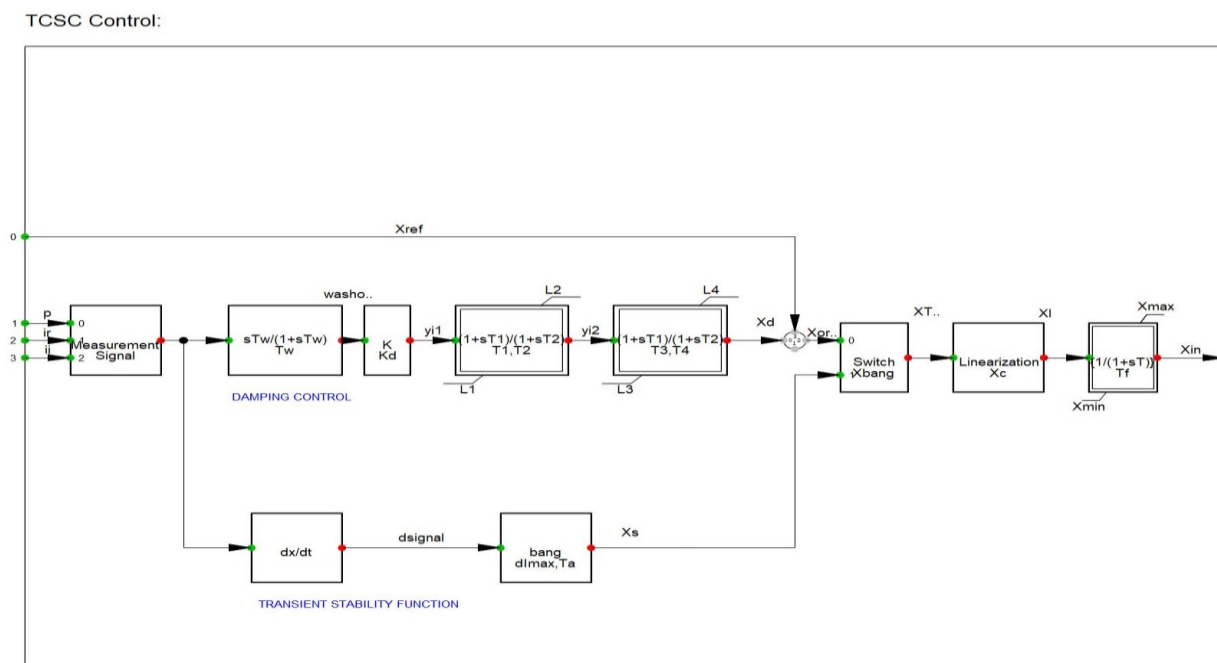 TCSC Control:
Xref
0
washo..
L2
L4
Xmax
p
1
0
ir
2
1
ii
3
2
Measurement
Signal
sTw/(1+sTw)
Tw
K
Kd
yi1
(1+sT1)/(1+sT2)
T1,T2
yi2
(1+sT1)/(1+sT2)
T3,T4
Xd
Xor..
0
1
Switch
Xbang
XT..
Linearization
Xc
Xl
{1/(1+sT)}
Tf
Xin
L1
L3
Xmin
DAMPING CONTROL
dx/dt
dsignal
bang
dImax,Ta
Xs
TRANSIENT STABILITY FUNCTION